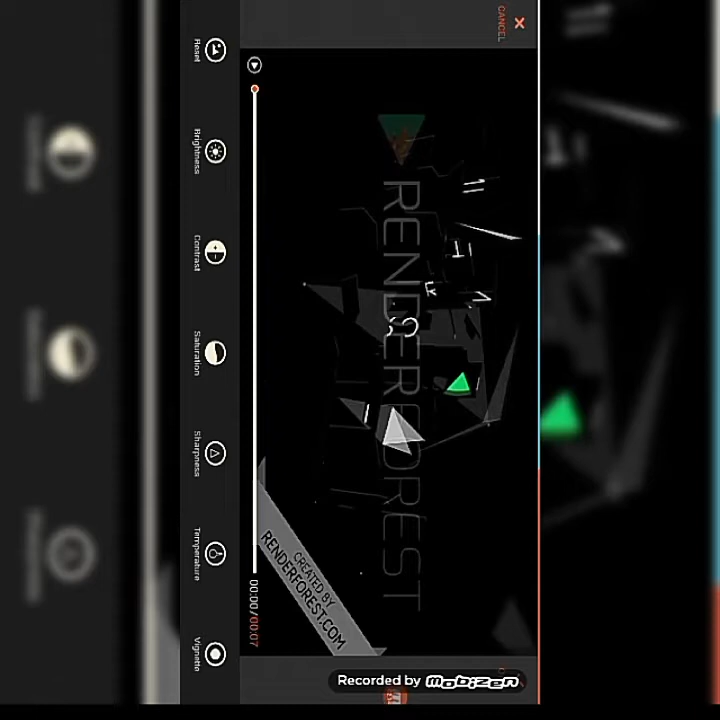 CANCEL
RENDERFOREST
CREATED BY
RENDERFOREST.COM
00:00/00:07
Reset
Brightness
Contrast
Saturation
Sharpness
Temperature
Vignette
Recorded by mobizen